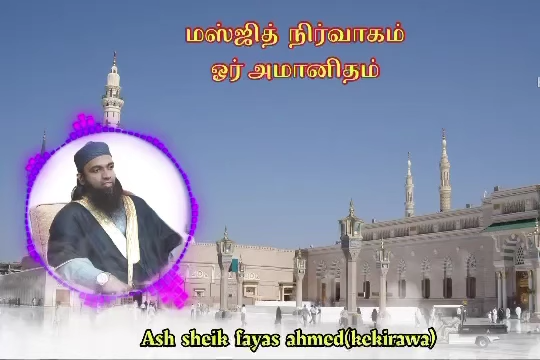 மஸ்ஜித் நிர்வாகம்
ஓர் அமானிதம்
Ash sheik fayas ahmed(kekirawa)